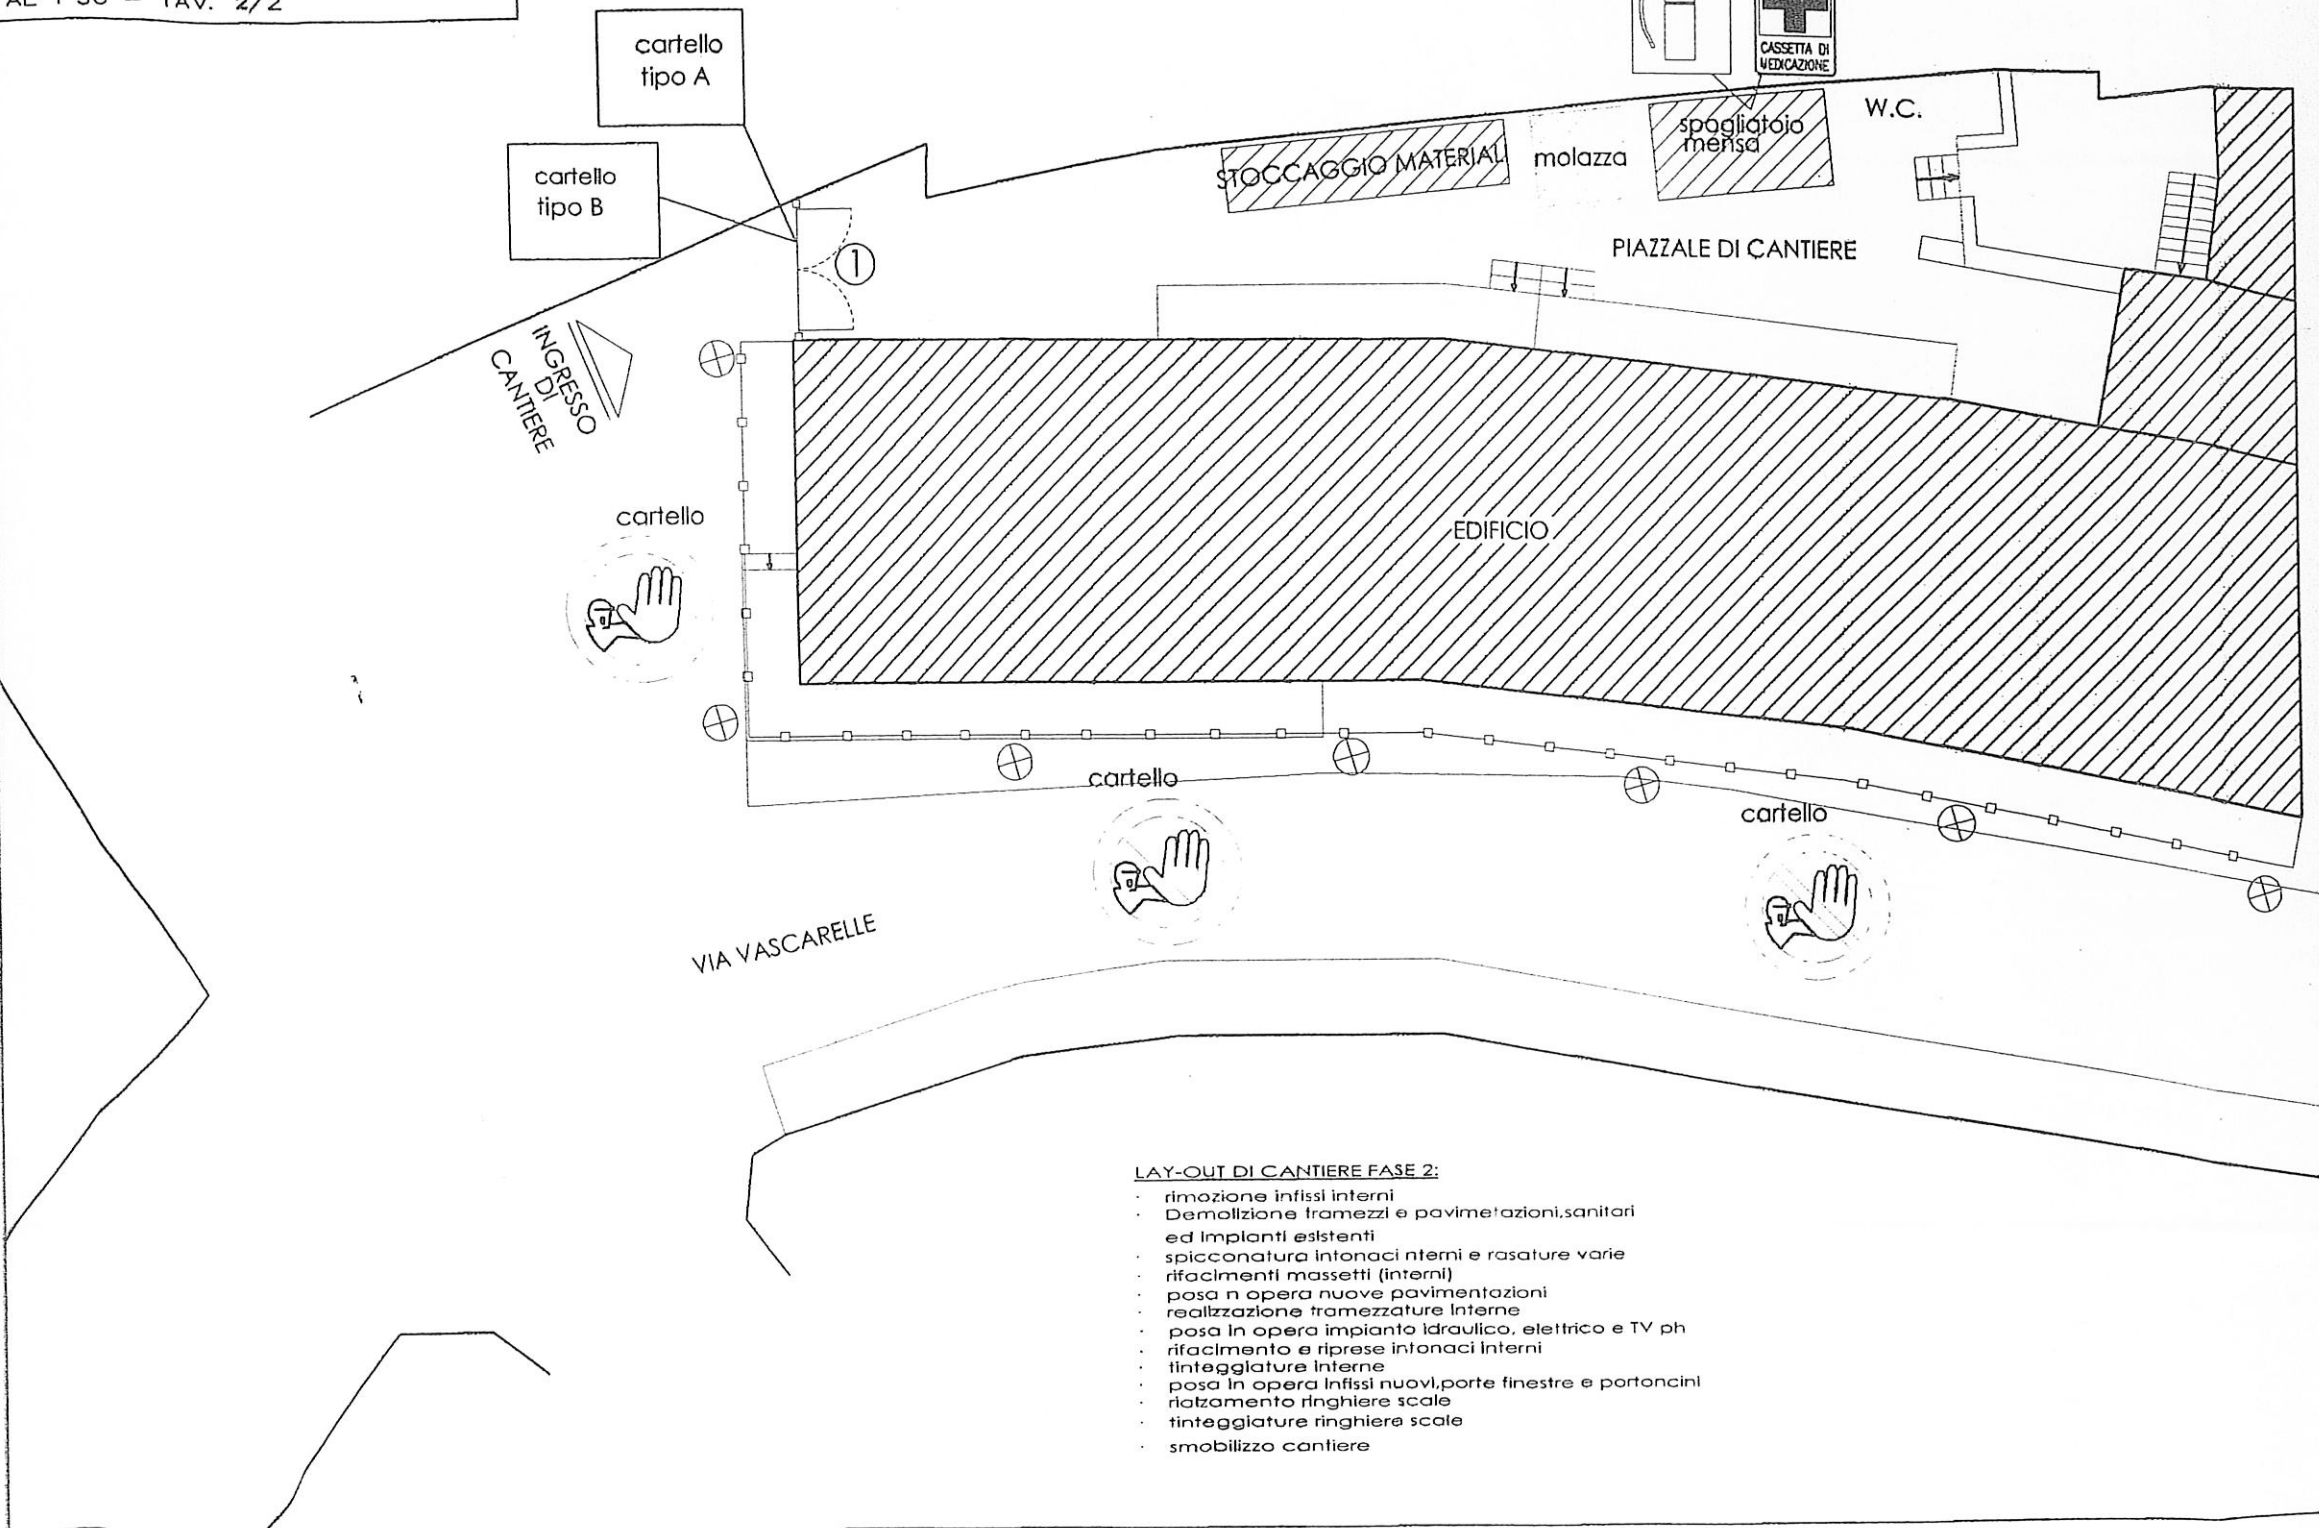 TAV. 2/2
cartello
tipo A
cartello
tipo B
CASSETTA DI
MEDICAZIONE
W.C.
spogliatoio
mensa
STOCCAGGIO MATERIAL
molazza
PIAZZALE DI CANTIERE
1
INGRESSO
DI
CANTIERE
cartello
EDIFICIO
cartello
cartello
VIA VASCARELLE
LAY-OUT DI CANTIERE FASE 2:
· rimozione infissi interni
· Demolizione tramezzi e pavimetazioni,sanitari
ed impianti esistenti
· spicconatura intonaci nterni e rasature varie
· rifacimenti massetti (interni)
· posa n opera nuove pavimentazioni
· realizzazione tramezzature interne
· posa in opera impianto idraulico, elettrico e TV ph
· rifacimento e riprese intonaci interni
· tinteggiature interne
· posa in opera infissi nuovi,porte finestre e portoncini
· rialzamento ringhiere scale
· tinteggiature ringhiere scale
· smobilizzo cantiere